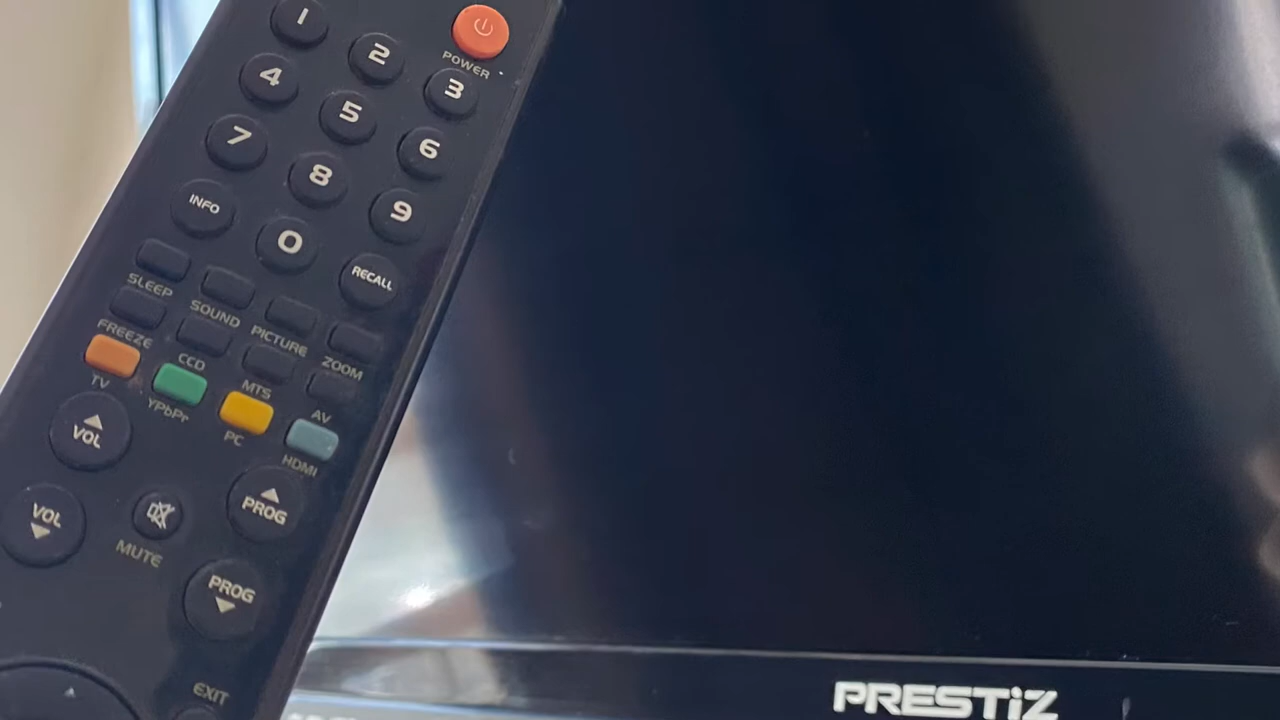 1
2
POWER
4
3
5
7
6
8
INFO
9
0
RECALL
SLEEP
SOUND
PICTURE
ZOOM
FREEZE
CCD
MTS
AV
TV
YPbPr
PC
HDMI
VOL
PROG
VOL
MUTE
PROG
EXIT
PRESTiZ